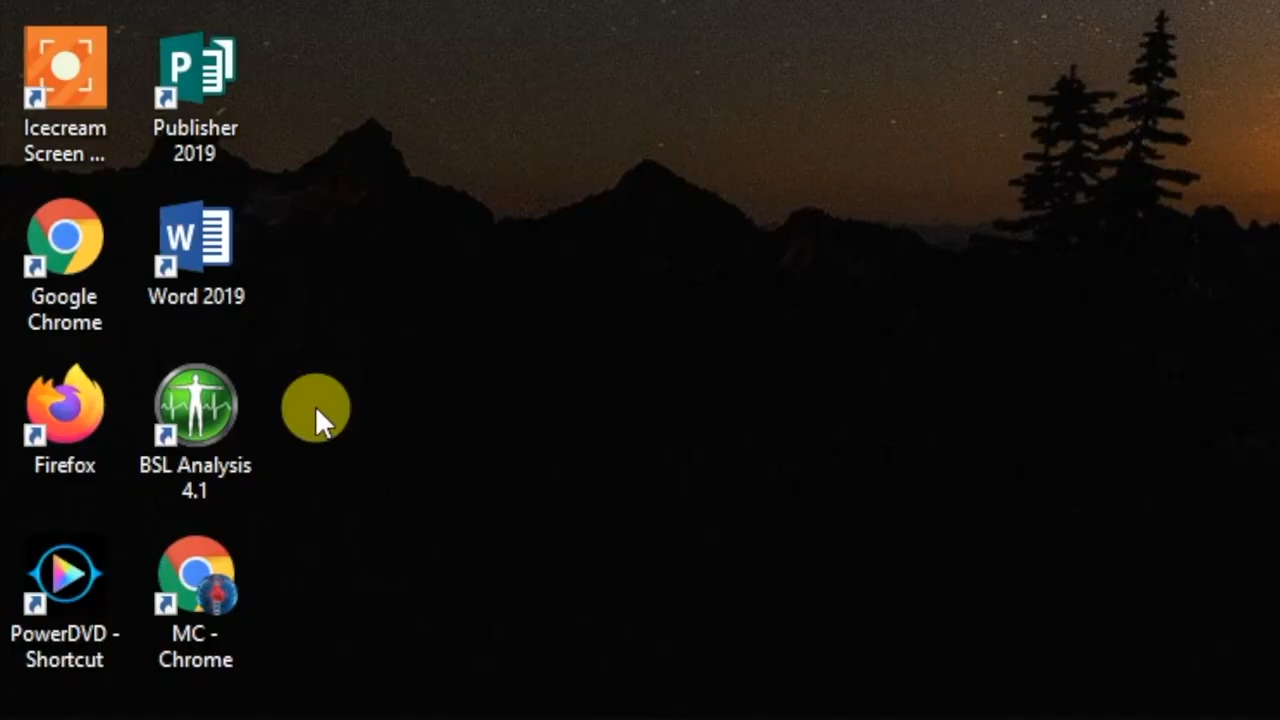 Icecream
Screen ...
P
Publisher
2019
Google
Chrome
W
Word 2019
Firefox
BSL Analysis
4.1
PowerDVD -
Shortcut
MC -
Chrome